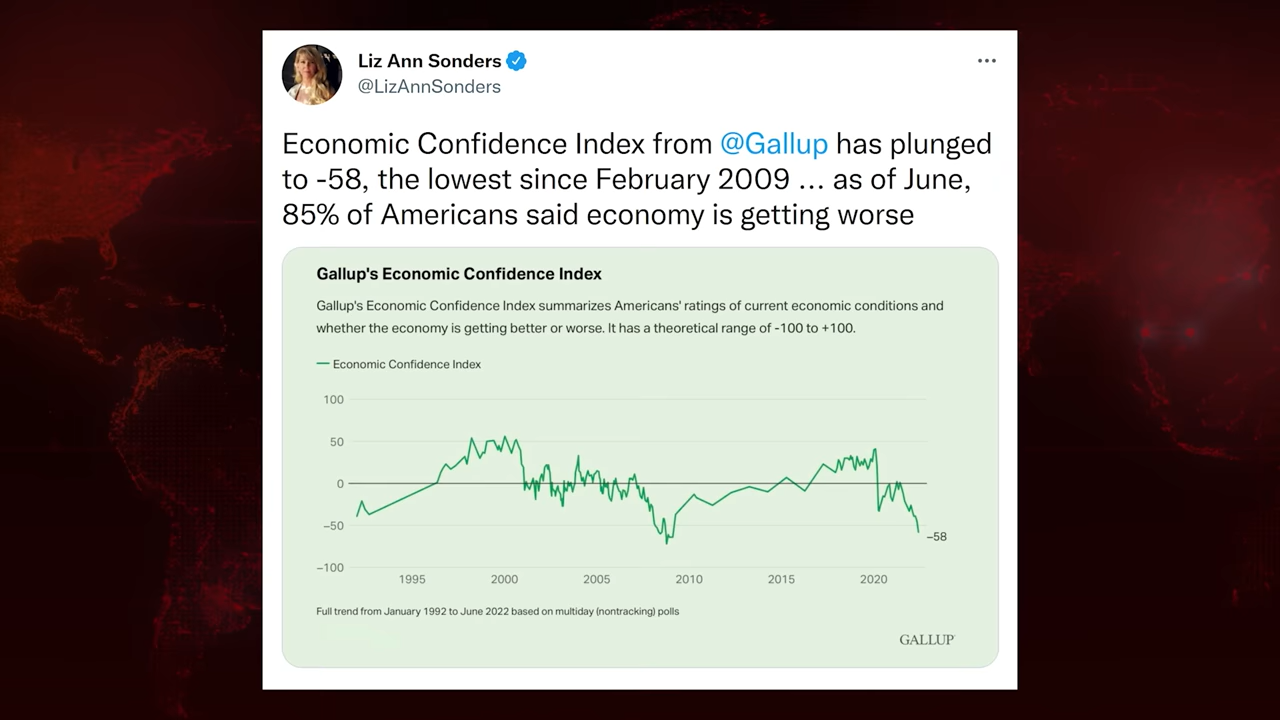 Liz Ann Sonders
@LizAnnSonders
Economic Confidence Index from @Gallup has plunged
to -58, the lowest since February 2009 ... as of June,
85% of Americans said economy is getting worse
Gallup's Economic Confidence Index
Gallup's Economic Confidence Index summarizes Americans' ratings of current economic conditions and
whether the economy is getting better or worse. It has a theoretical range of -100 to +100.
Economic Confidence Index
100
50
0
–50
–100
–58
1995 2000 2005 2010 2015 2020
Full trend from January 1992 to June 2022 based on multiday (nontracking) polls
GALLUP